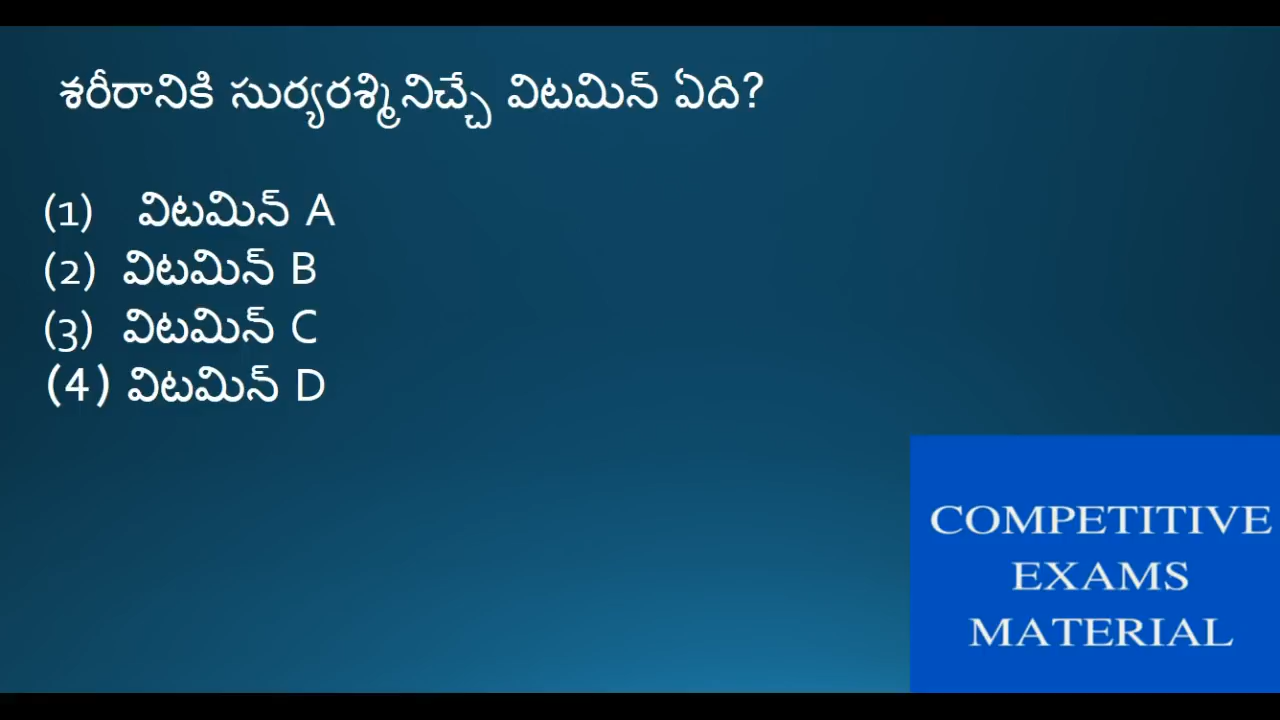 శరీరానికి సుర్యరశ్మినిచ్చే విటమిన్ ఏది?
(1) విటమిన్ A
(2) విటమిన్ B
(3) విటమిన్ C
(4) విటమిన్ D
COMPETITIVE
EXAMS
MATERIAL